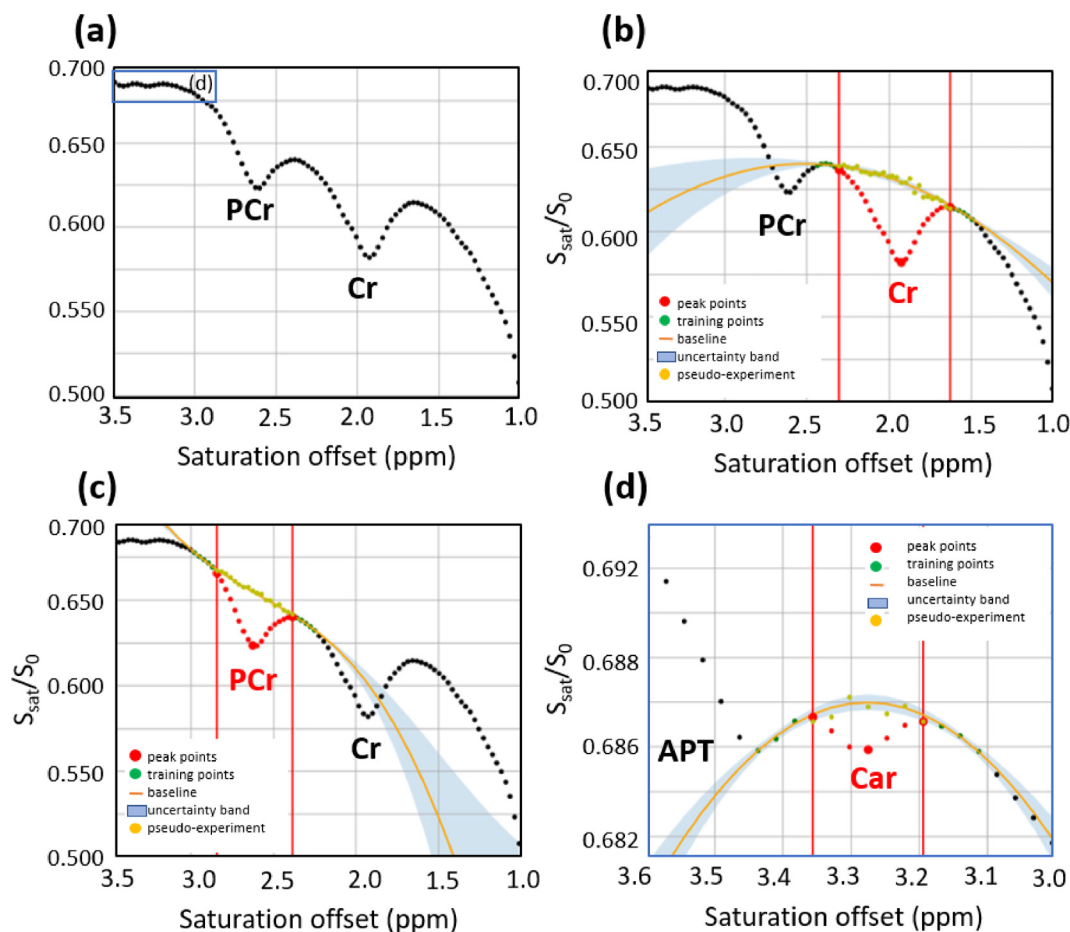 (a)
0.700
0.650
0.600
0.550
0.500
(d)
PCr
Cr
3.5 3.0 2.5 2.0 1.5 1.0
Saturation offset (ppm)
(b)
S_sat/S_0
0.700
0.650
0.600
0.550
0.500
PCr
Cr
peak points
training points
baseline
uncertainty band
pseudo-experiment
3.5 3.0 2.5 2.0 1.5 1.0
Saturation offset (ppm)
(c)
S_sat/S_0
0.700
0.650
0.600
0.550
0.500
PCr
Cr
peak points
training points
baseline
uncertainty band
pseudo-experiment
3.5 3.0 2.5 2.0 1.5 1.0
Saturation offset (ppm)
(d)
S_sat/S_0
0.692
0.688
0.686
0.682
peak points
training points
baseline
uncertainty band
pseudo-experiment
APT
Car
3.6 3.5 3.4 3.3 3.2 3.1 3.0
Saturation offset (ppm)